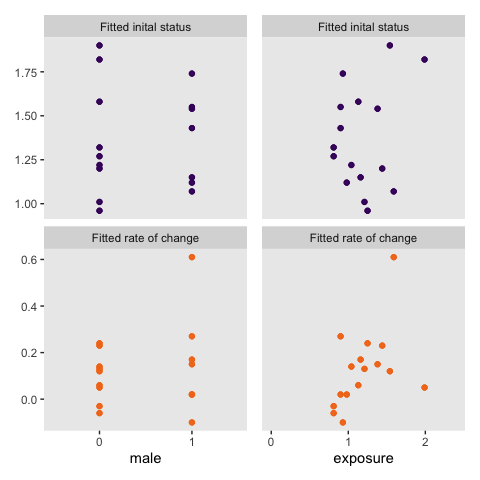 Fitted inital status
Fitted inital status
1.75
1.50
1.25
1.00
Fitted rate of change
Fitted rate of change
0.6
0.4
0.2
0.0
0
1
0
1
2
male
exposure